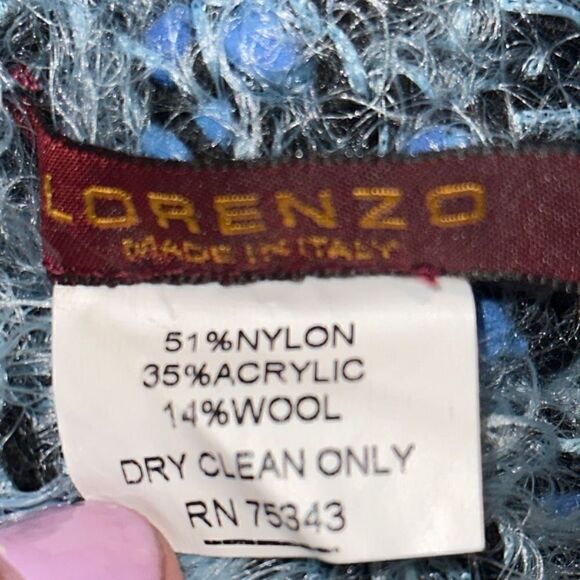 LORENZO
MADE IN ITALY
51%NYLON
35%ACRYLIC
14%WOOL
DRY CLEAN ONLY
RN 75343